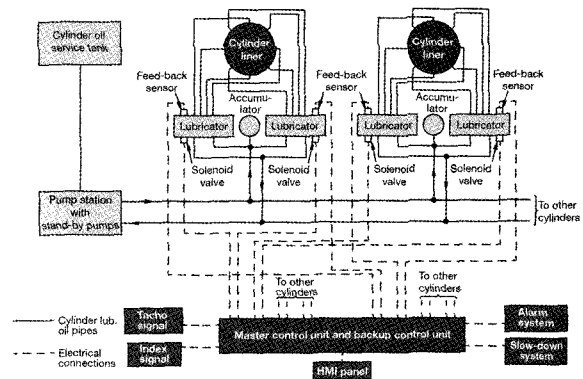 Cylinder oil
service tank
Cylinder
liner
Cylinder
liner
Feed-back
sensor
Feed-back
sensor
Feed-back
sensor
Feed-back
sensor
Accumu-
lator
Accumu-
lator
Lubricator
Lubricator
Lubricator
Lubricator
Solenoid
valve
Solenoid
valve
Solenoid
valve
Solenoid
valve
Pump station
with
stand-by pumps
To other
cylinders
To other
cylinders
To other
cylinders
Cylinder lub.
oil pipes
Electrical
connections
Tacho
signal
Index
signal
Master control unit and backup control unit
HMI panel
Alarm
system
Slow-down
system